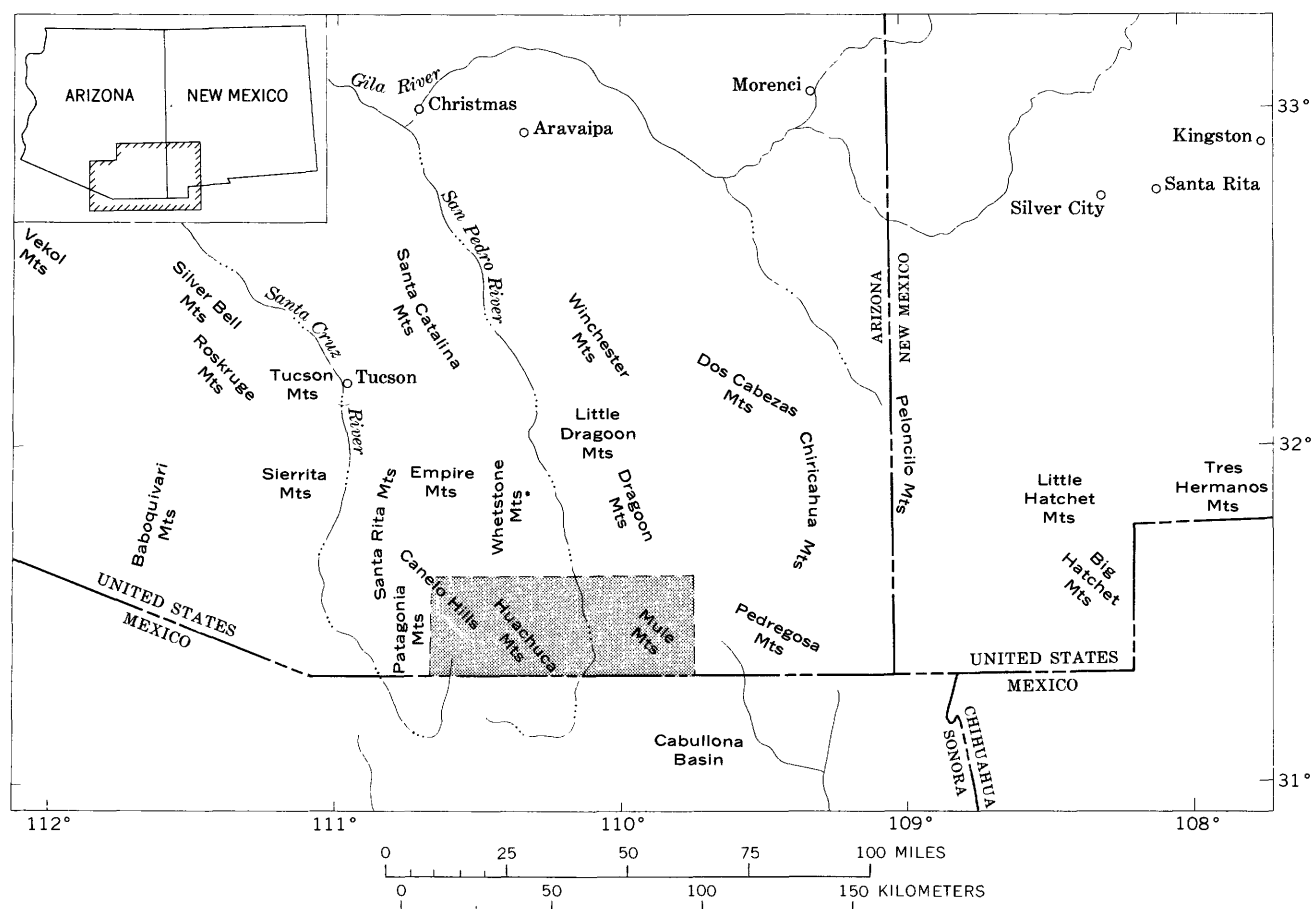 ARIZONA
NEW MEXICO
Gila River
Christmas
Aravaipa
Morenci
33°
Kingston
Santa Rita
Silver City
Vekol
Mts
Silver Bell
Mts
Santa Cruz
River
Santa Catalina
Mts
San Pedro River
Winchester
Mts
ARIZONA
NEW MEXICO
Roskruge
Mts
Tucson
Mts
Tucson
Dos Cabezas
Mts
Peloncilo Mts
Little
Dragoon
Mts
32°
Chiricahua Mts
Baboquivari
Mts
Sierrita
Mts
Santa Rita Mts
Empire
Mts
Whetstone
Mts
Dragoon
Mts
Little
Hatchet
Mts
Tres
Hermanos
Mts
Big
Hatchet
Mts
UNITED STATES
MEXICO
Patagonia
Mts
Canelo Hills
Huachuca
Mts
Mule
Mts
Pedregosa
Mts
UNITED STATES
MEXICO
Cabullona
Basin
CHIHUAHUA
SONORA
31°
112°
111°
110°
109°
108°
0 25 50 75 100 MILES
0 50 100 150 KILOMETERS